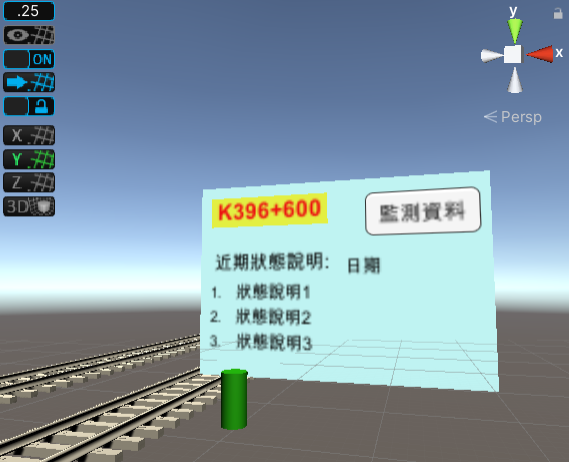 .25
ON
X
Y
Z
3D
y
x
Persp
K396+600
監測資料
近期狀態說明: 日期
1. 狀態說明1
2. 狀態說明2
3. 狀態說明3